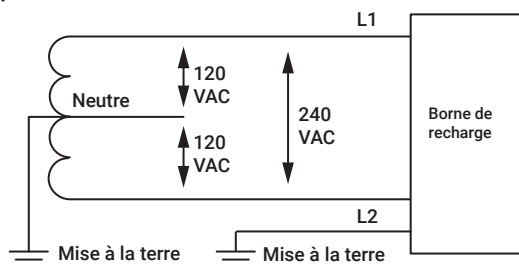 L1
120
VAC
Neutre
240
VAC
Borne de
recharge
120
VAC
L2
Mise à la terre
Mise à la terre